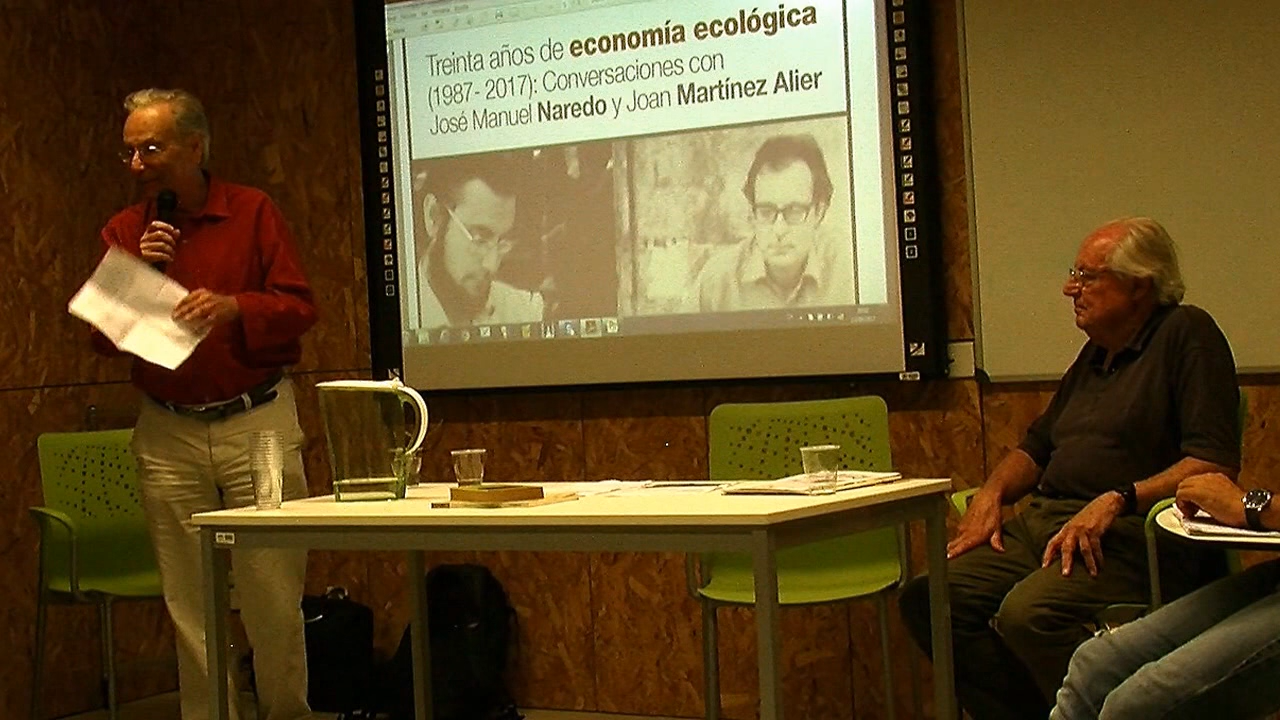 Treinta años de economía ecológica
(1987- 2017): Conversaciones con
José Manuel Naredo y Joan Martínez Alier